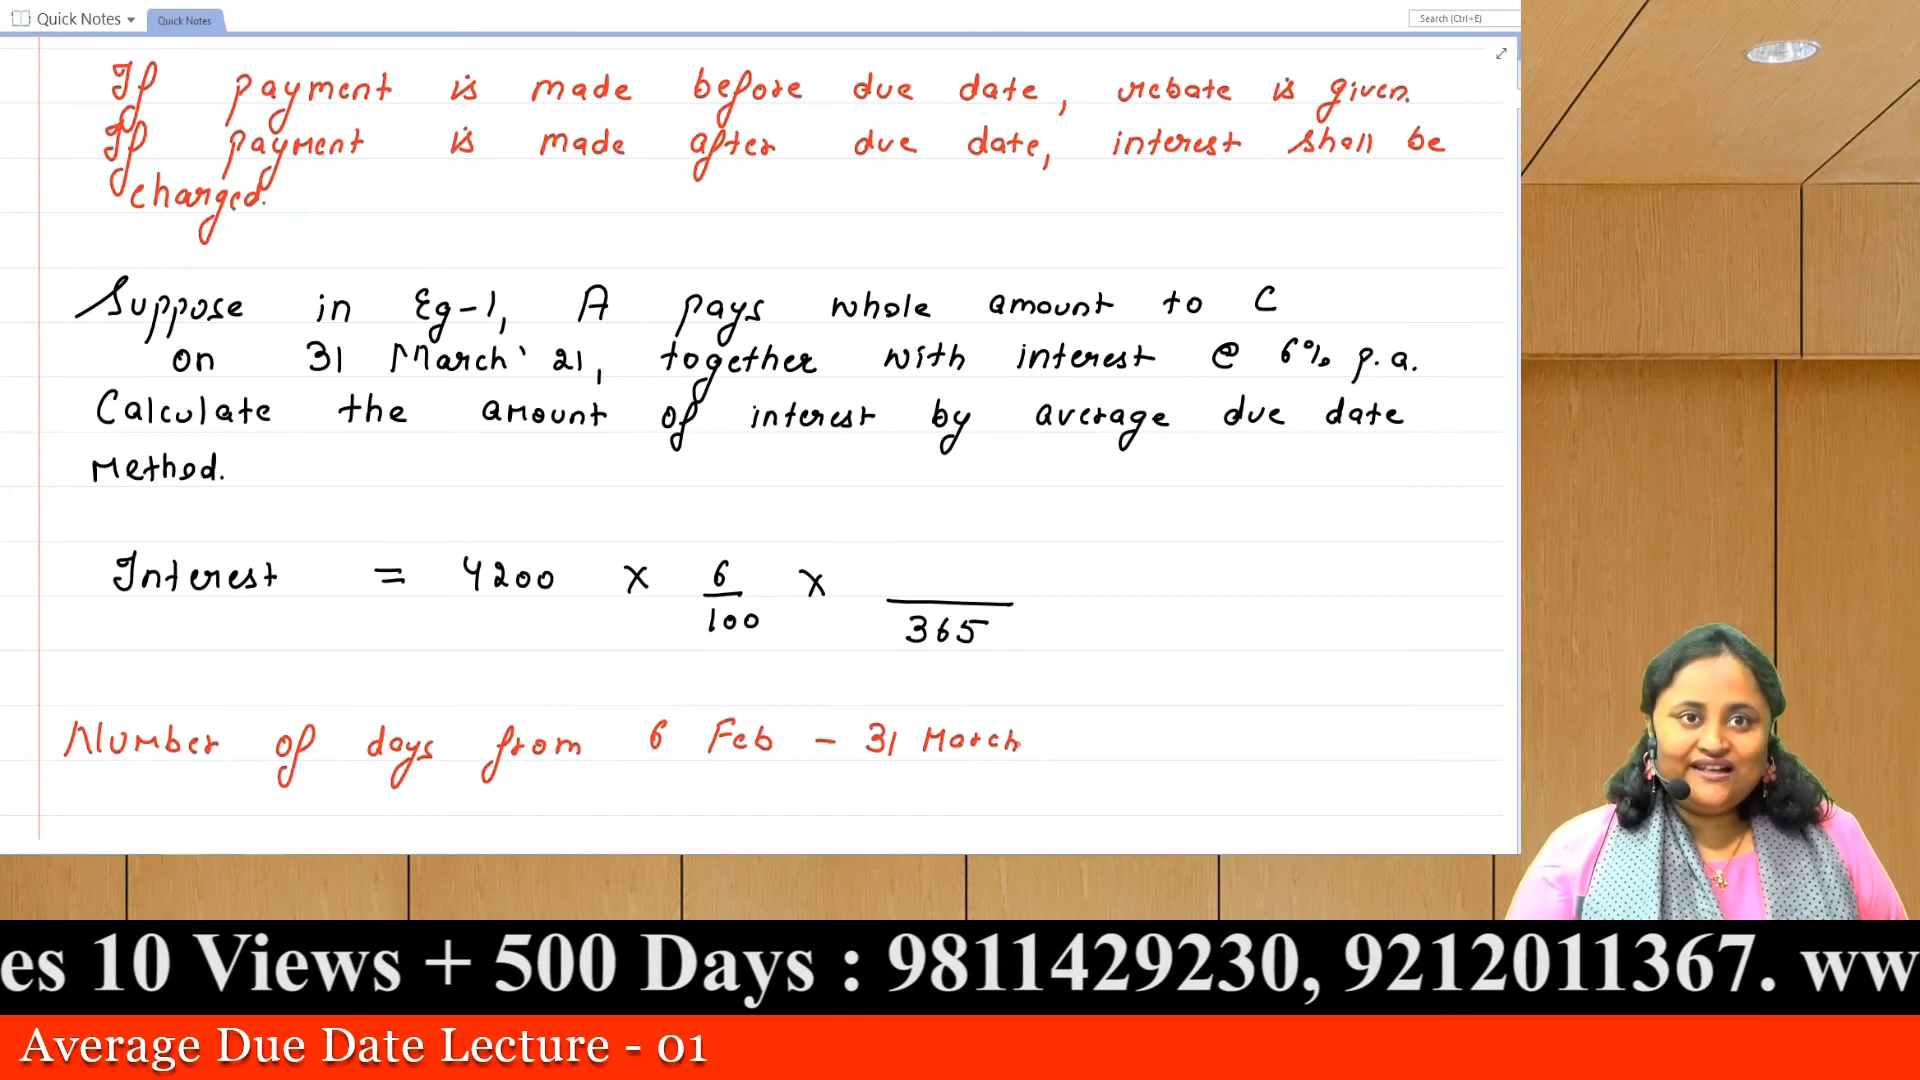 Quick Notes
Quick Notes
Search (Ctrl+E)
If payment is made before due date, rebate is given.
If payment is made after due date, interest shall be
charged.
Suppose in Eg-1, A pays whole amount to C
on 31 March' 21, together with interest @ 6% p.a.
Calculate the amount of interest by average due date
Method.
Interest = 4200 x 6/100 x /365
Number of days from 6 Feb - 31 March
es 10 Views + 500 Days : 9811429230, 9212011367. ww
Average Due Date Lecture - 01